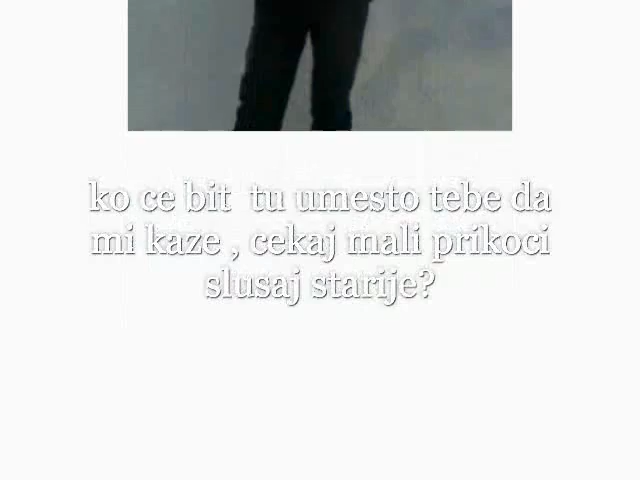 ko ce bit tu umesto tebe da
mi kaze , cekaj mali prikoci
slusaj starije?